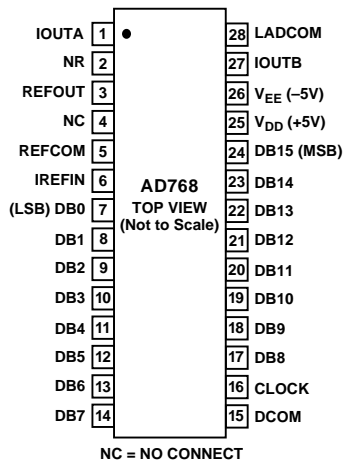 IOUTA 1 28 LADCOM
NR 2 27 IOUTB
REFOUT 3 26 VEE (–5V)
NC 4 25 VDD (+5V)
REFCOM 5 24 DB15 (MSB)
IREFIN 6 23 DB14
AD768
(LSB) DB0 7 TOP VIEW 22 DB13
(Not to Scale)
DB1 8 21 DB12
DB2 9 20 DB11
DB3 10 19 DB10
DB4 11 18 DB9
DB5 12 17 DB8
DB6 13 16 CLOCK
DB7 14 15 DCOM
NC = NO CONNECT